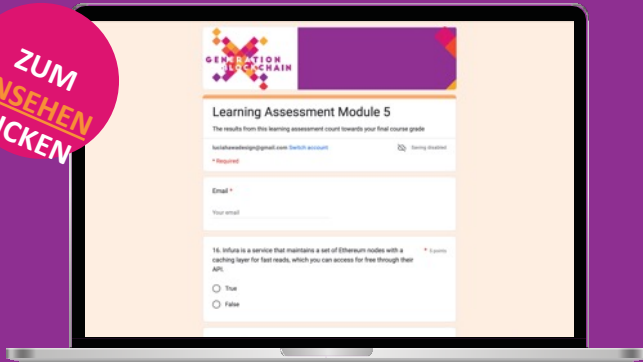 ZUM
NSEHEN
ICKEN
GENERATION
BLOCKCHAIN
Learning Assessment Module 5
The results from this learning assessment count towards your final course grade
luciahawedesign@gmail.com Switch account
Saving disabled
* Required
Email *
Your email
16. Infura is a service that maintains a set of Ethereum nodes with a
* 5 points
caching layer for fast reads, which you can access for free through their
API.
True
False